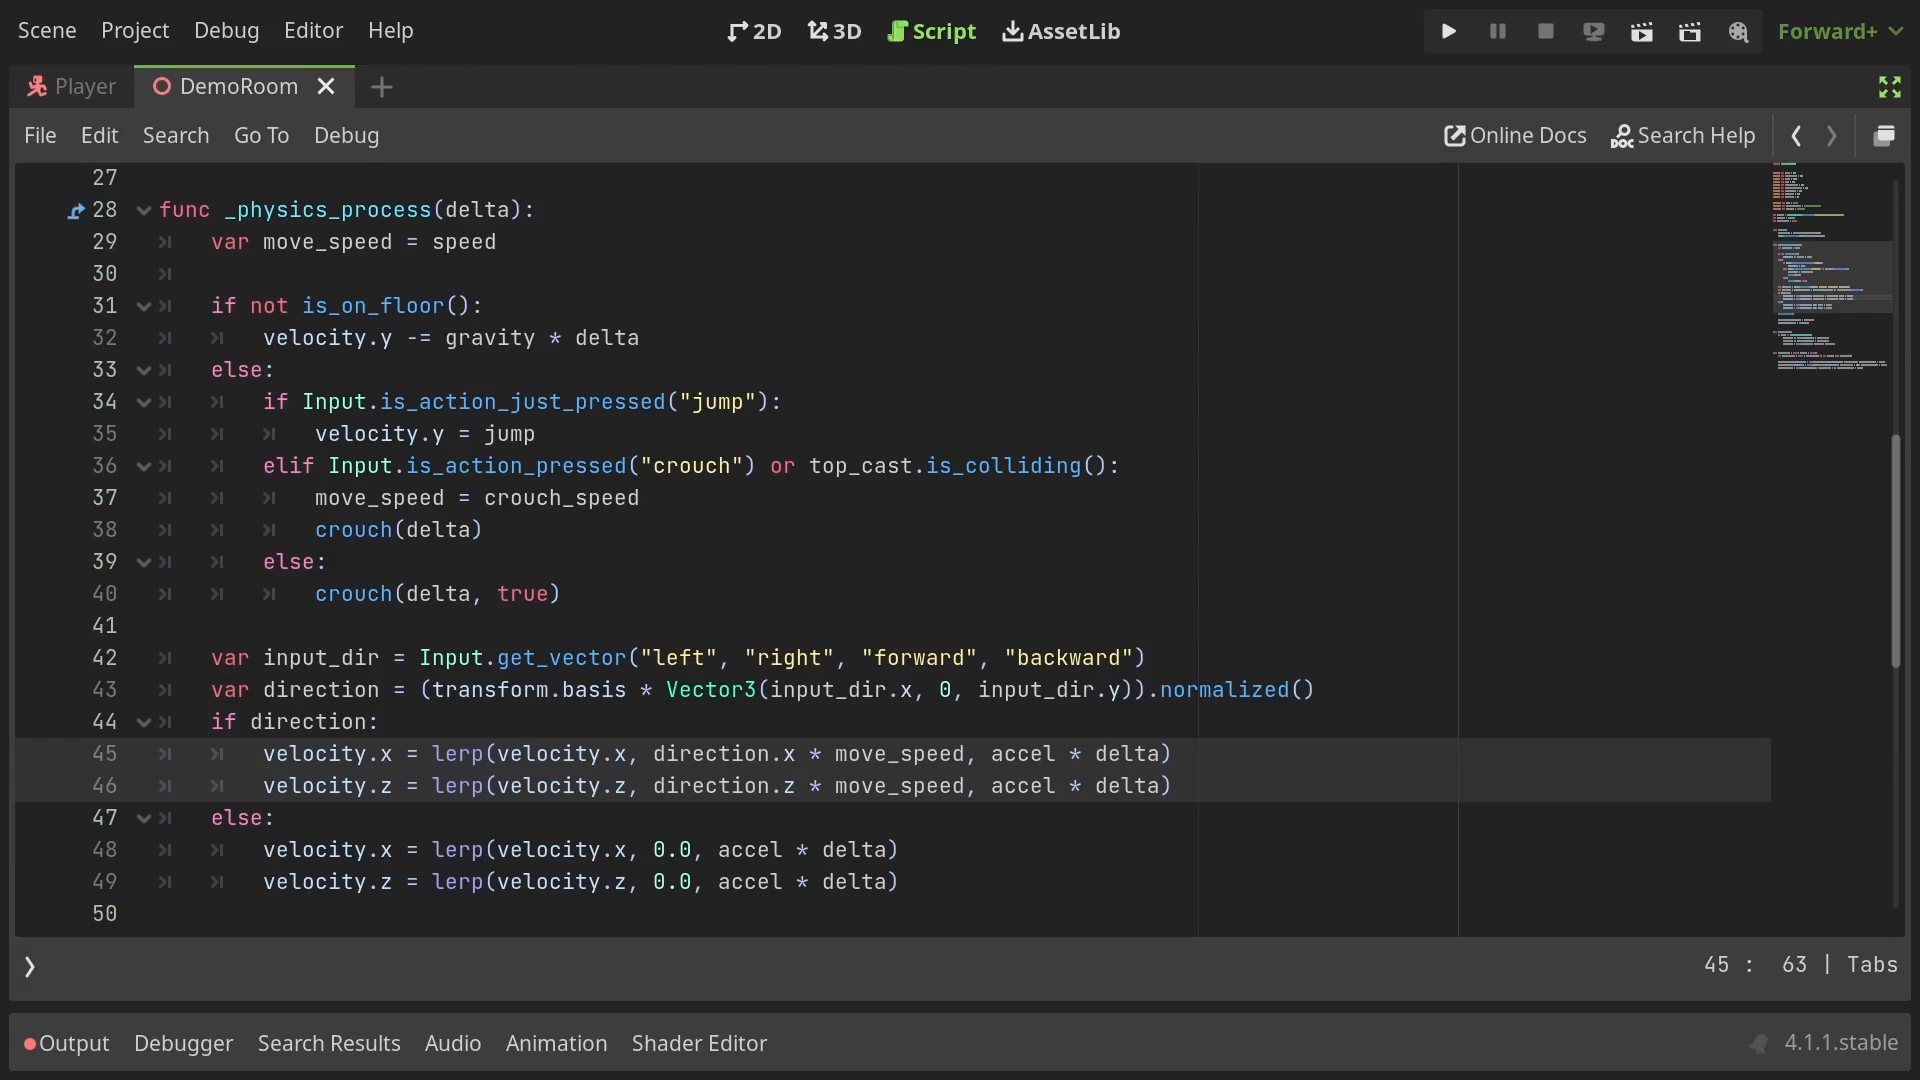 Scene Project Debug Editor Help 2D 3D Script AssetLib Forward+
Player DemoRoom
File Edit Search Go To Debug Online Docs DOC Search Help
27
28 func _physics_process(delta):
29 var move_speed = speed
30
31 if not is_on_floor():
32 velocity.y -= gravity * delta
33 else:
34 if Input.is_action_just_pressed("jump"):
35 velocity.y = jump
36 elif Input.is_action_pressed("crouch") or top_cast.is_colliding():
37 move_speed = crouch_speed
38 crouch(delta)
39 else:
40 crouch(delta, true)
41
42 var input_dir = Input.get_vector("left", "right", "forward", "backward")
43 var direction = (transform.basis * Vector3(input_dir.x, 0, input_dir.y)).normalized()
44 if direction:
45 velocity.x = lerp(velocity.x, direction.x * move_speed, accel * delta)
46 velocity.z = lerp(velocity.z, direction.z * move_speed, accel * delta)
47 else:
48 velocity.x = lerp(velocity.x, 0.0, accel * delta)
49 velocity.z = lerp(velocity.z, 0.0, accel * delta)
50
45 : 63 | Tabs
Output Debugger Search Results Audio Animation Shader Editor 4.1.1.stable